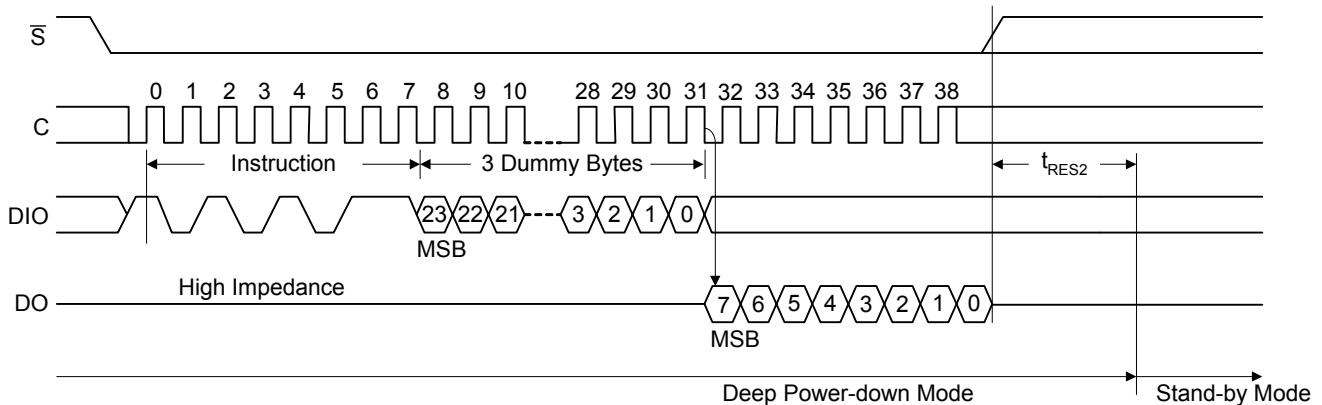 S
0 1 2 3 4 5 6 7 8 9 10 28 29 30 31 32 33 34 35 36 37 38
C
Instruction 3 Dummy Bytes tRES2
DIO 23 22 21 3 2 1 0
MSB
High Impedance
DO 7 6 5 4 3 2 1 0
MSB
Deep Power-down Mode Stand-by Mode